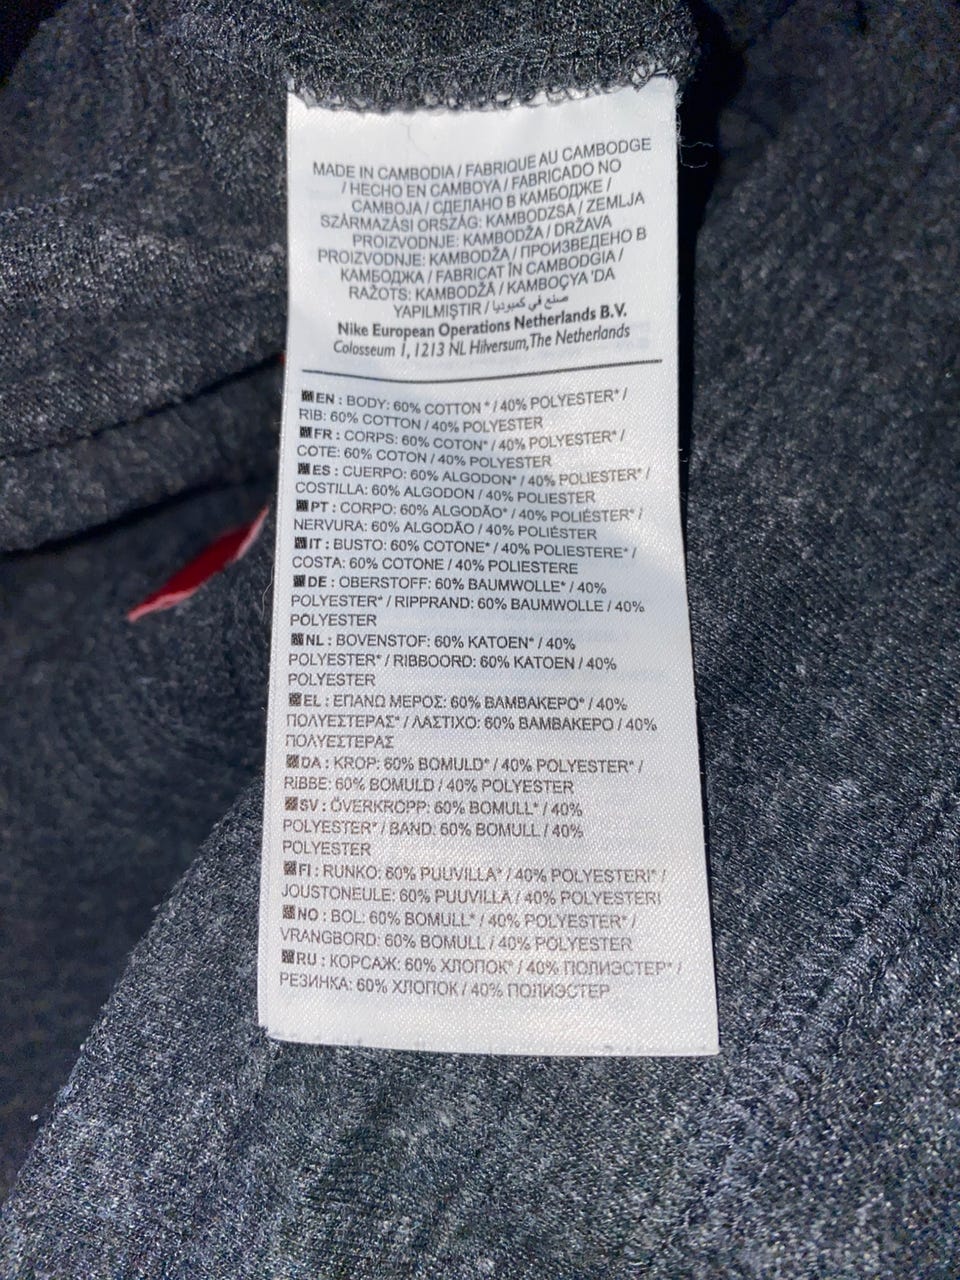 MADE IN CAMBODIA / FABRIQUE AU CAMBODGE
/ HECHO EN CAMBOYA / FABRICADO NO
CAMBOJA / СДЕЛАНО В КАМБОДЖЕ /
SZÁRMAZÁSI ORSZÁG: KAMBODZSA / ZEMLJA
PROIZVODNJE: KAMBODŽA / DRŽAVA
PROIZVODNJE: KAMBODŽA / ПРОИЗВЕДЕНО В
КАМБОДЖА / FABRICAT ÎN CAMBODGIA /
RAŽOTS: KAMBODŽĀ / KAMBOÇYA 'DA
YAPILMIŞTIR / صنع في كمبوديا
Nike European Operations Netherlands B.V.
Colosseum 1, 1213 NL Hilversum, The Netherlands
EN : BODY: 60% COTTON * / 40% POLYESTER* /
RIB: 60% COTTON / 40% POLYESTER
FR : CORPS: 60% COTON* / 40% POLYESTER* /
COTE: 60% COTON / 40% POLYESTER
ES : CUERPO: 60% ALGODON* / 40% POLIESTER* /
COSTILLA: 60% ALGODON / 40% POLIESTER
PT : CORPO: 60% ALGODÃO* / 40% POLIÉSTER* /
NERVURA: 60% ALGODÃO / 40% POLIÉSTER
IT : BUSTO: 60% COTONE* / 40% POLIESTERE* /
COSTA: 60% COTONE / 40% POLIESTERE
DE : OBERSTOFF: 60% BAUMWOLLE* / 40%
POLYESTER* / RIPPRAND: 60% BAUMWOLLE / 40%
POLYESTER
NL : BOVENSTOF: 60% KATOEN* / 40%
POLYESTER* / RIBBOORD: 60% KATOEN / 40%
POLYESTER
EL : ΕΠΑΝΩ ΜΕΡΟΣ: 60% ΒΑΜΒΑΚΕΡΟ* / 40%
ΠΟΛΥΕΣΤΕΡΑΣ* / ΛΑΣΤΙΧΟ: 60% ΒΑΜΒΑΚΕΡΟ / 40%
ΠΟΛΥΕΣΤΕΡΑΣ
DA : KROP: 60% BOMULD* / 40% POLYESTER* /
RIBBE: 60% BOMULD / 40% POLYESTER
SV : ÖVERKROPP: 60% BOMULL* / 40%
POLYESTER* / BAND: 60% BOMULL / 40%
POLYESTER
FI : RUNKO: 60% PUUVILLA* / 40% POLYESTERI* /
JOUSTONEULE: 60% PUUVILLA / 40% POLYESTERI
NO : BOL: 60% BOMULL* / 40% POLYESTER* /
VRANGBORD: 60% BOMULL / 40% POLYESTER
RU : КОРСАЖ: 60% ХЛОПОК* / 40% ПОЛИЭСТЕР* /
РЕЗИНКА: 60% ХЛОПОК / 40% ПОЛИЭСТЕР